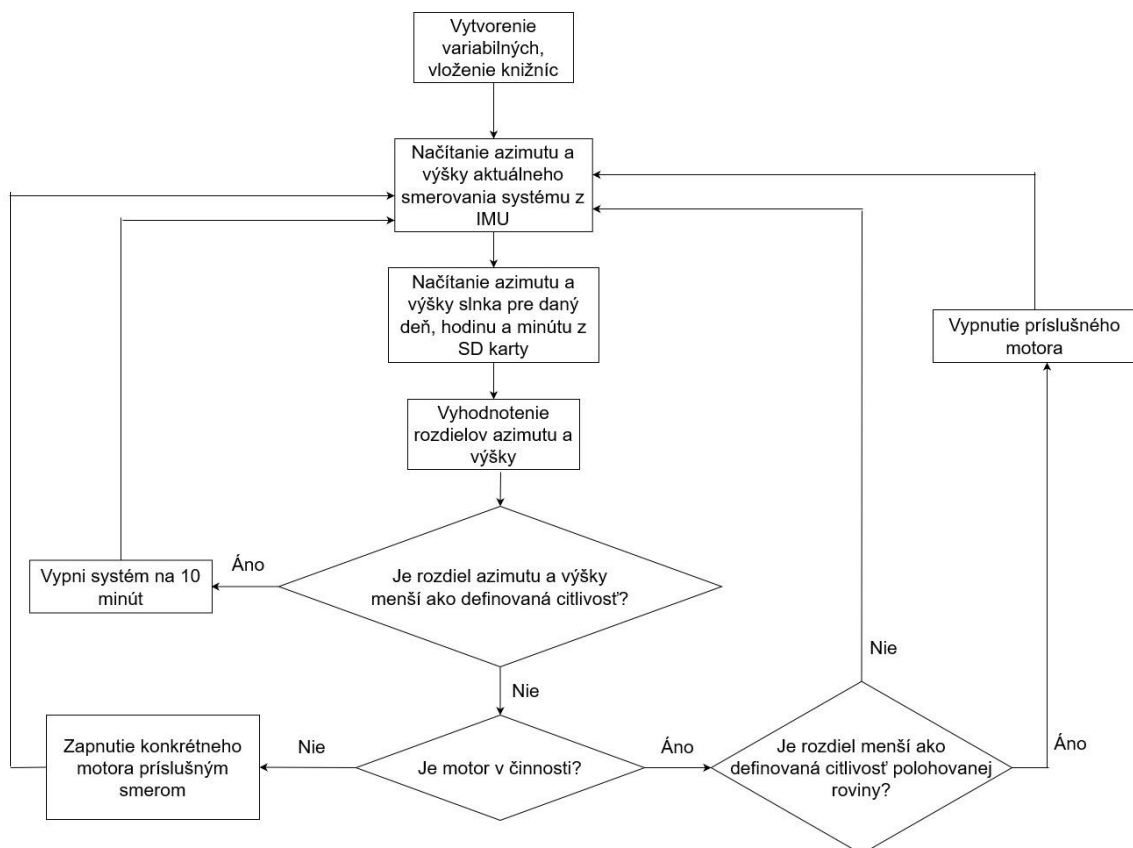 Vytvorenie
variabilných,
vloženie knižníc
Načítanie azimutu a
výšky aktuálneho
smerovania systému z
IMU
Načítanie azimutu a
výšky slnka pre daný
deň, hodinu a minútu z
SD karty
Vypnutie príslušného
motora
Vyhodnotenie
rozdielov azimutu a
výšky
Vypni systém na 10
minút
Áno
Je rozdiel azimutu a výšky
menší ako definovaná citlivosť?
Nie
Nie
Zapnutie konkrétneho
motora príslušným
smerom
Nie
Je motor v činnosti?
Áno
Je rozdiel menší ako
definovaná citlivosť polohovanej
roviny?
Áno